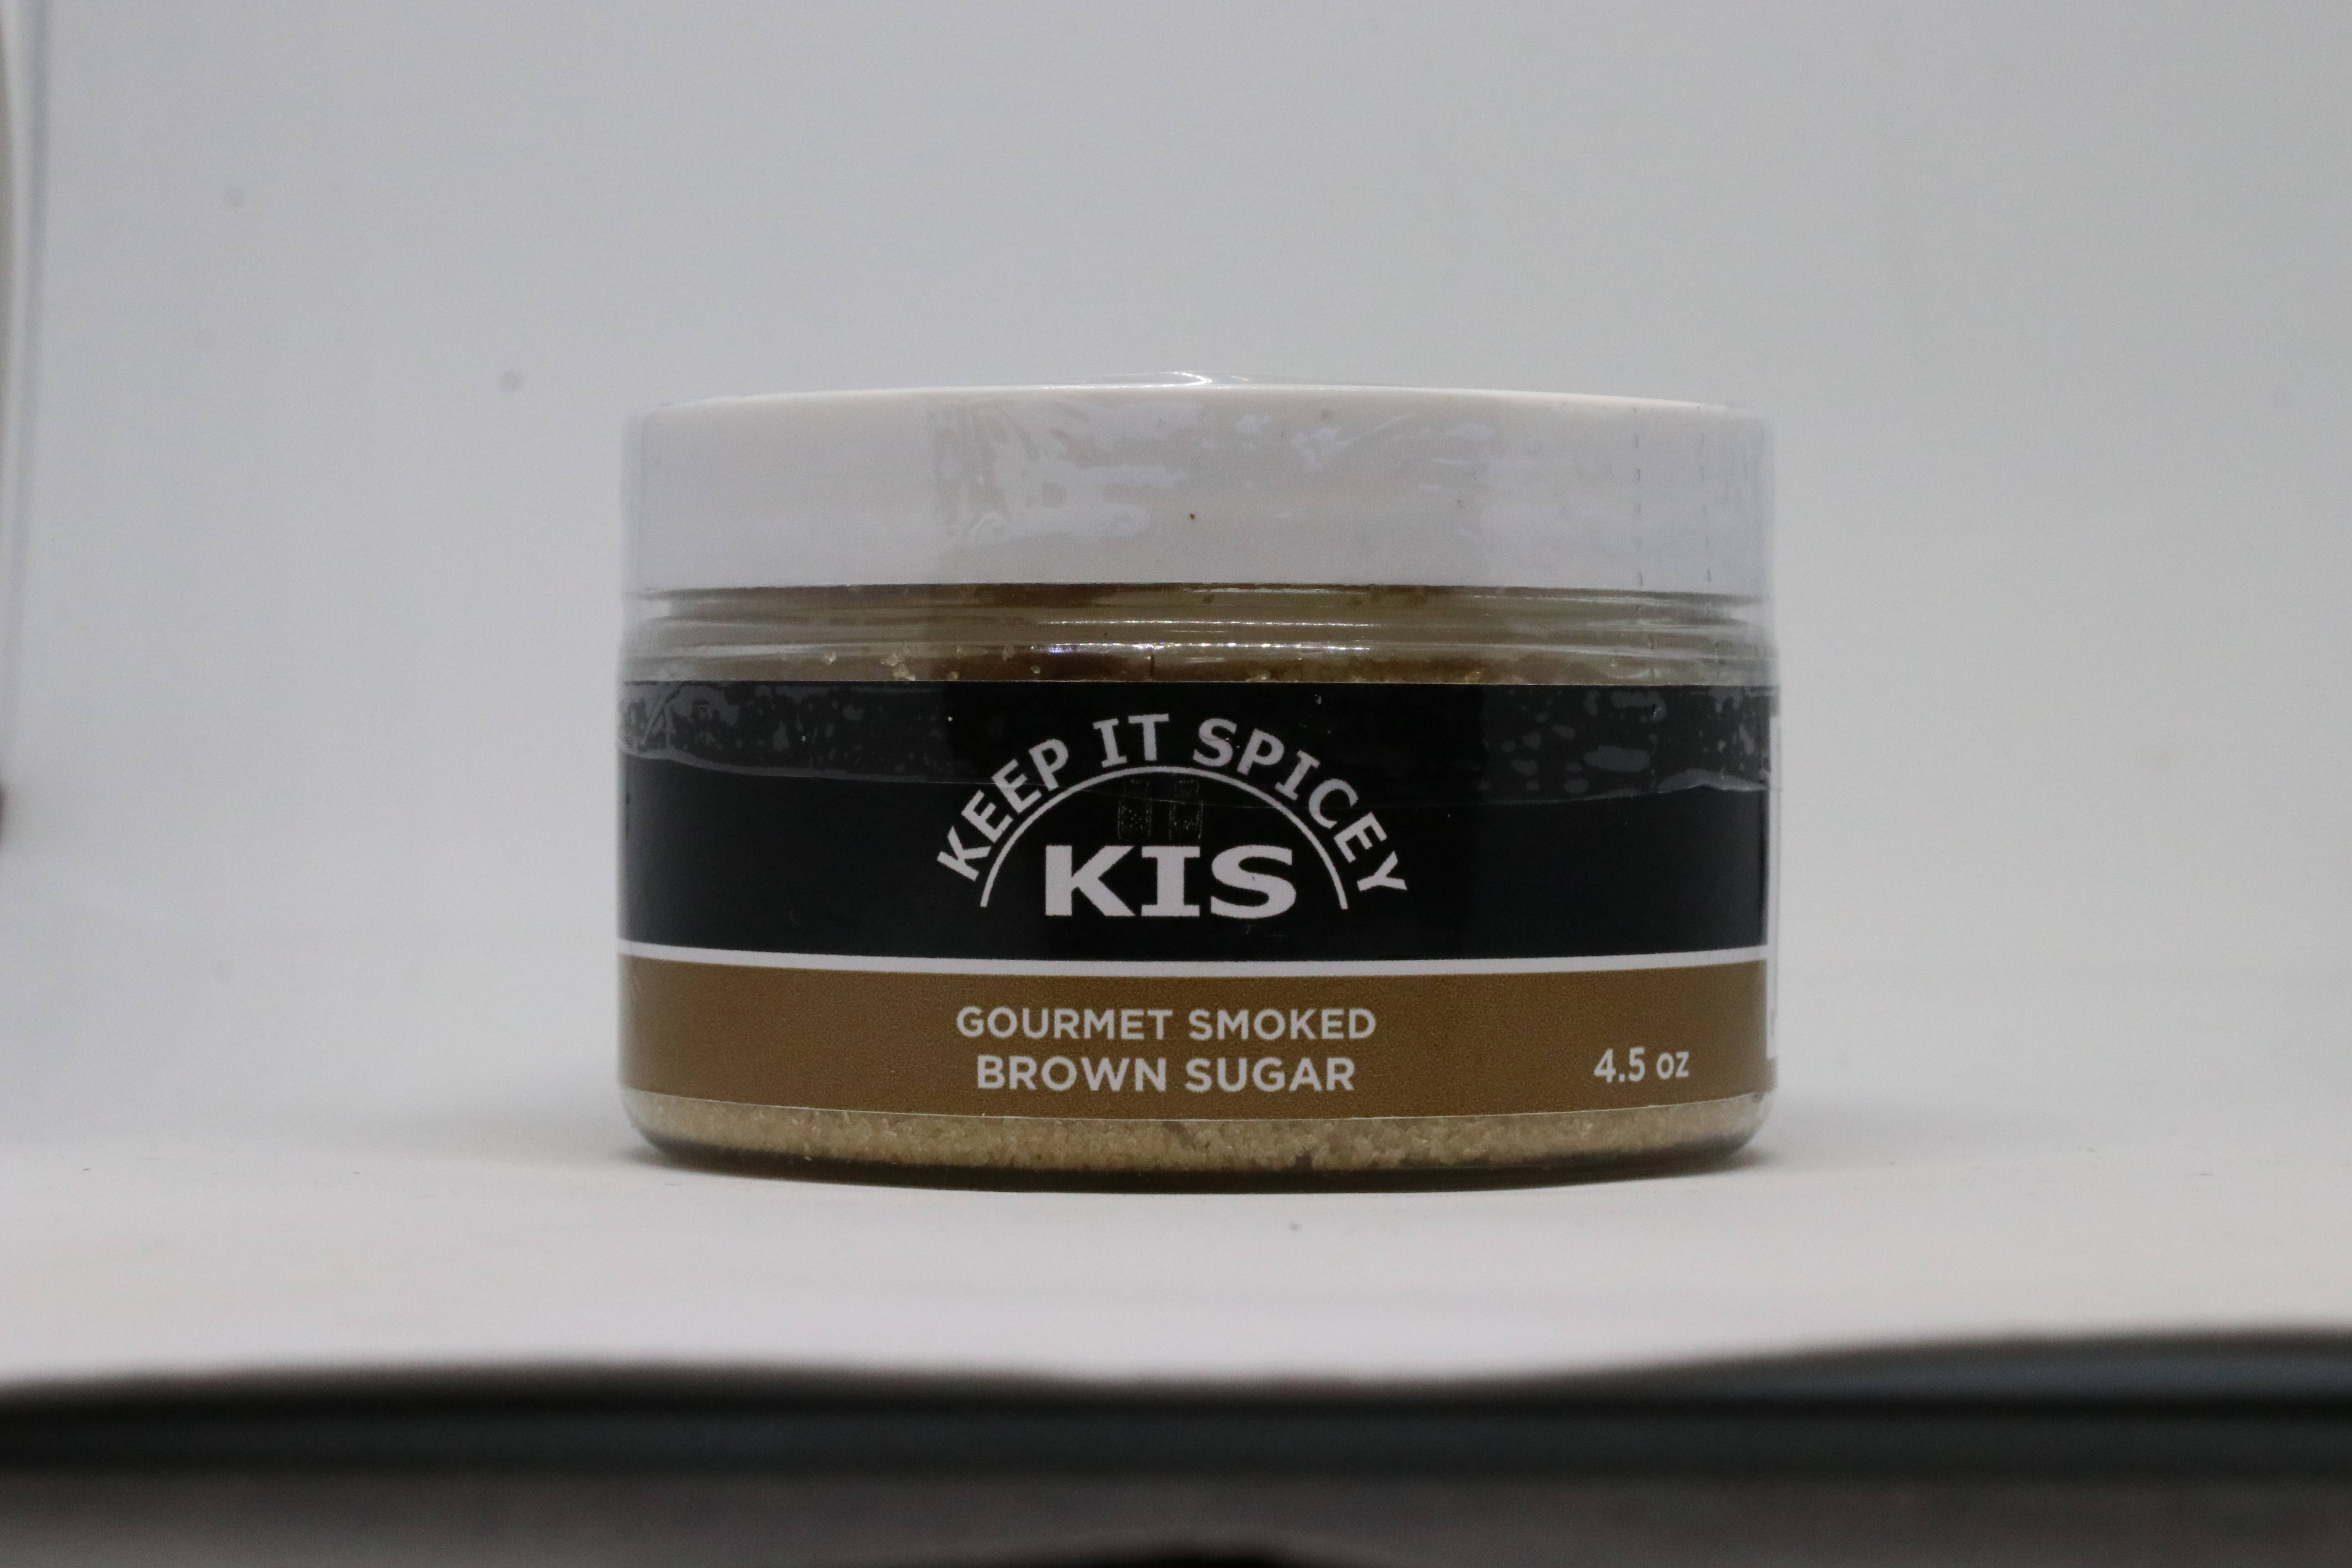 KEEP IT SPICEY
KIS
GOURMET SMOKED
BROWN SUGAR
4.5 oz